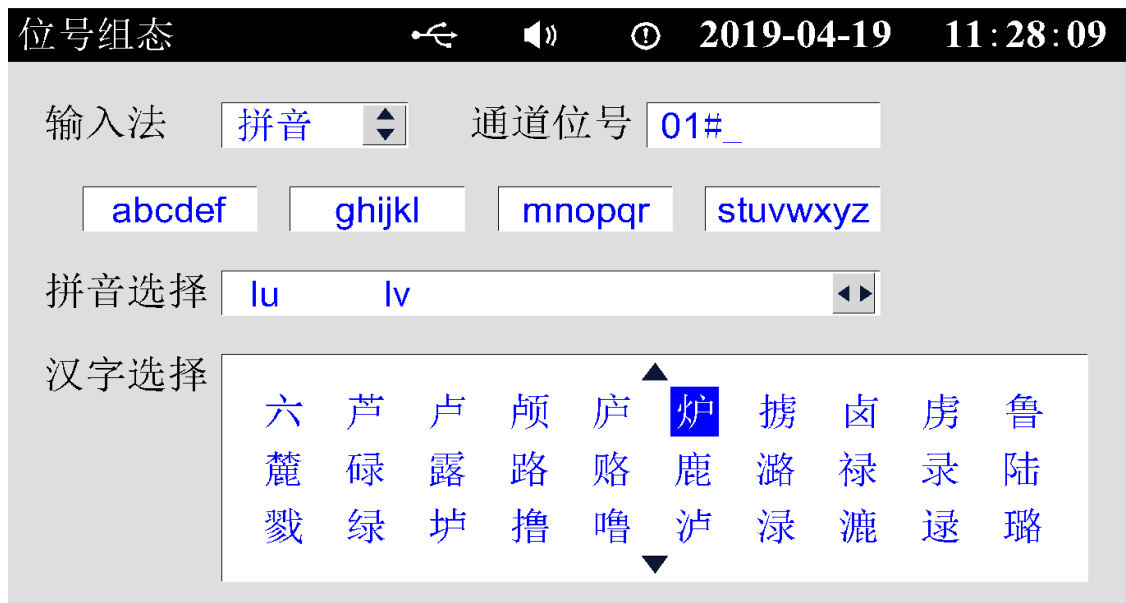 位号组态 2019-04-19 11:28:09
输入法 拼音 通道位号 01#_
abcdef ghijkl mnopqr stuvwxyz
拼音选择 lu lv
汉字选择
六 芦 卢 颅 庐 炉 掳 卤 虏 鲁
麓 碌 露 路 赂 鹿 潞 禄 录 陆
戮 绿 垆 撸 噜 泸 渌 漉 逯 璐